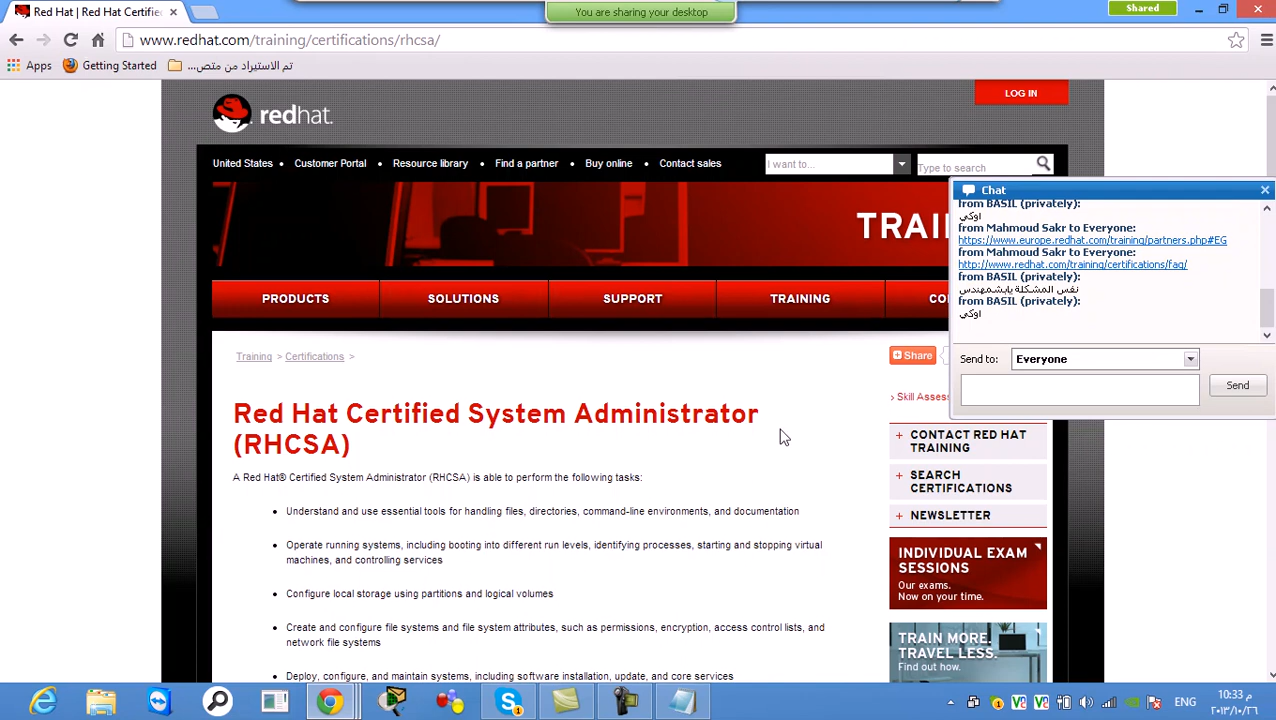 You are sharing your desktop
Shared
Red Hat | Red Hat Certifie
www.redhat.com/training/certifications/rhcsa/
Apps
Getting Started
تم الاستيراد من متص...
LOG IN
redhat.
United States
Customer Portal
Resource library
Find a partner
Buy online
Contact sales
I want to...
Type to search
TRAI
PRODUCTS
SOLUTIONS
SUPPORT
TRAINING
CO
Training > Certifications >
Share
Red Hat Certified System Administrator
(RHCSA)
A Red Hat® Certified System Administrator (RHCSA) is able to perform the following tasks:
Understand and use essential tools for handling files, directories, command-line environments, and documentation
Operate running systems, including booting into different run levels, identifying processes, starting and stopping virtual
machines, and controlling services
Configure local storage using partitions and logical volumes
Create and configure file systems and file system attributes, such as permissions, encryption, access control lists, and
network file systems
Deploy, configure, and maintain systems, including software installation, update, and core services
Chat
from BASIL (privately):
اوكى
from Mahmoud Sakr to Everyone:
https://www.europe.redhat.com/training/partners.php#EG
from Mahmoud Sakr to Everyone:
http://www.redhat.com/training/certifications/faq/
from BASIL (privately):
نفس المشكلة يابشمهندس
from BASIL (privately):
اوكى
Send to:
Everyone
Send
› Skill Assess
+ CONTACT RED HAT
TRAINING
+ SEARCH
CERTIFICATIONS
+ NEWSLETTER
INDIVIDUAL EXAM
SESSIONS
Our exams.
Now on your time.
TRAIN MORE.
TRAVEL LESS.
Find out how.
ENG
10:33 م
٢٠١٣/١٠/٢٦